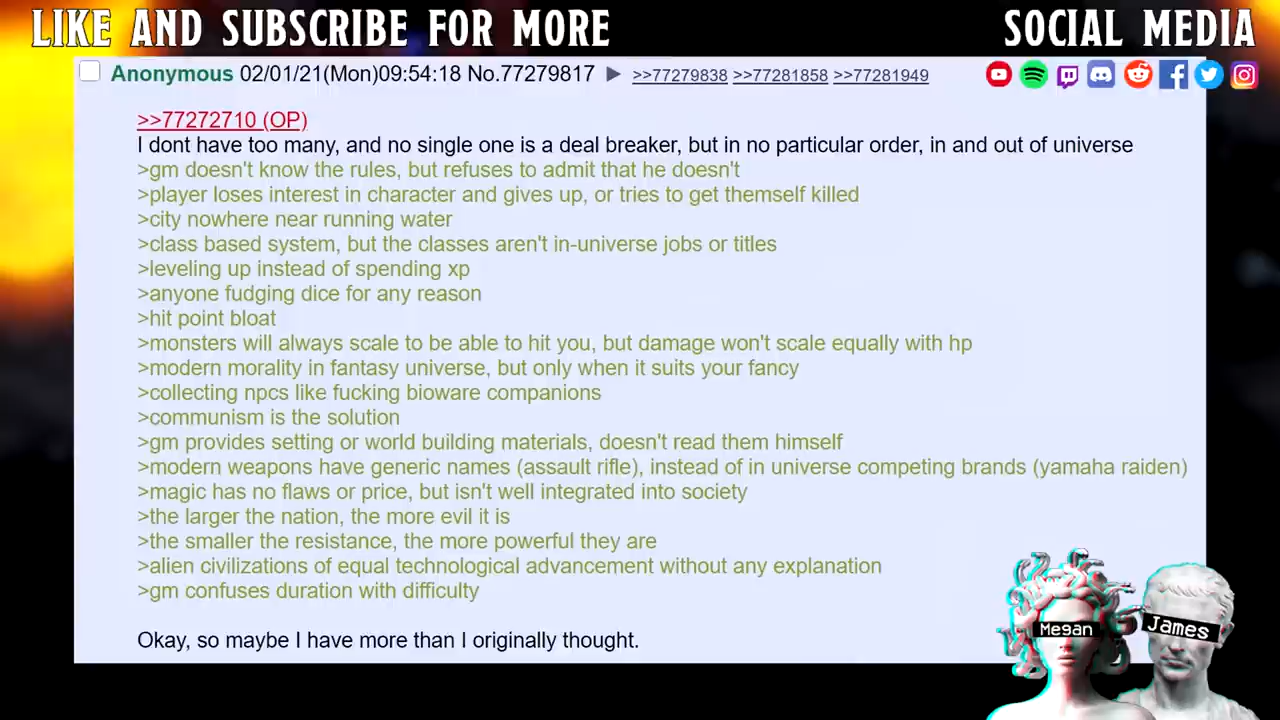 LIKE AND SUBSCRIBE FOR MORE
SOCIAL MEDIA
Anonymous 02/01/21(Mon)09:54:18 No.77279817 ▶ >>77279838 >>77281858 >>77281949
>>77272710 (OP)
I dont have too many, and no single one is a deal breaker, but in no particular order, in and out of universe
>gm doesn't know the rules, but refuses to admit that he doesn't
>player loses interest in character and gives up, or tries to get themself killed
>city nowhere near running water
>class based system, but the classes aren't in-universe jobs or titles
>leveling up instead of spending xp
>anyone fudging dice for any reason
>hit point bloat
>monsters will always scale to be able to hit you, but damage won't scale equally with hp
>modern morality in fantasy universe, but only when it suits your fancy
>collecting npcs like fucking bioware companions
>communism is the solution
>gm provides setting or world building materials, doesn't read them himself
>modern weapons have generic names (assault rifle), instead of in universe competing brands (yamaha raiden)
>magic has no flaws or price, but isn't well integrated into society
>the larger the nation, the more evil it is
>the smaller the resistance, the more powerful they are
>alien civilizations of equal technological advancement without any explanation
>gm confuses duration with difficulty
Okay, so maybe I have more than I originally thought.
Megan
James